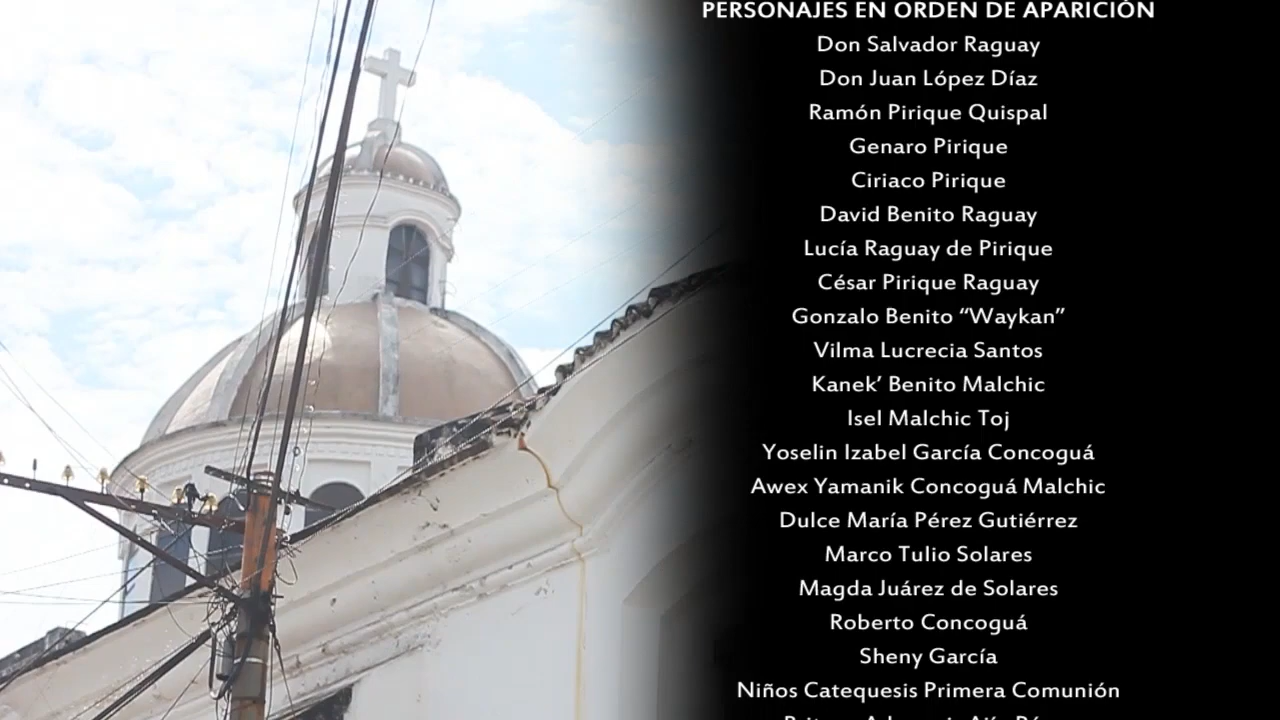 PERSONAJES EN ORDEN DE APARICIÓN
Don Salvador Raguay
Don Juan López Díaz
Ramón Pirique Quispal
Genaro Pirique
Ciriaco Pirique
David Benito Raguay
Lucía Raguay de Pirique
César Pirique Raguay
Gonzalo Benito “Waykan”
Vilma Lucrecia Santos
Kanek’ Benito Malchic
Isel Malchic Toj
Yoselin Izabel García Concoguá
Awex Yamanik Concoguá Malchic
Dulce María Pérez Gutiérrez
Marco Tulio Solares
Magda Juárez de Solares
Roberto Concoguá
Sheny García
Niños Catequesis Primera Comunión